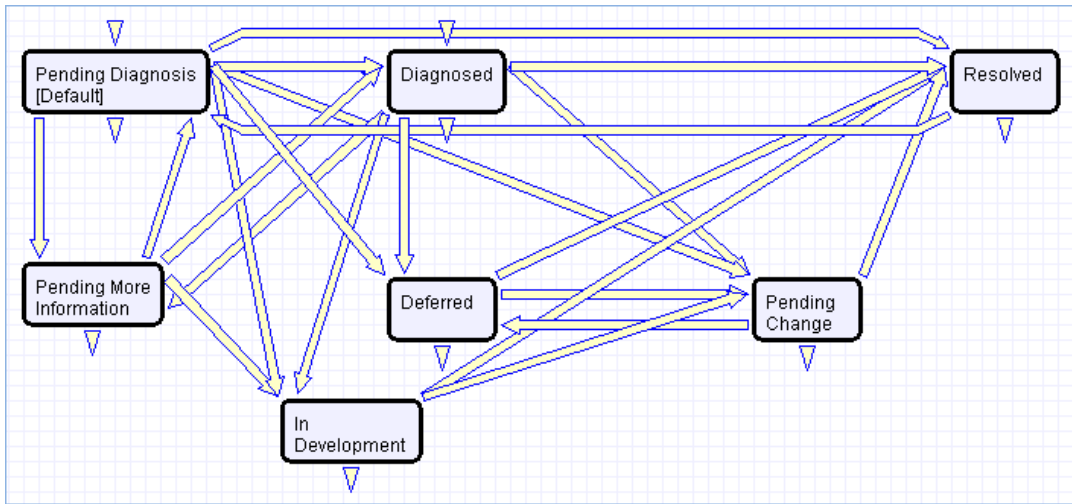 Pending Diagnosis
[Default]
Diagnosed
Resolved
Pending More
Information
Deferred
Pending
Change
In
Development